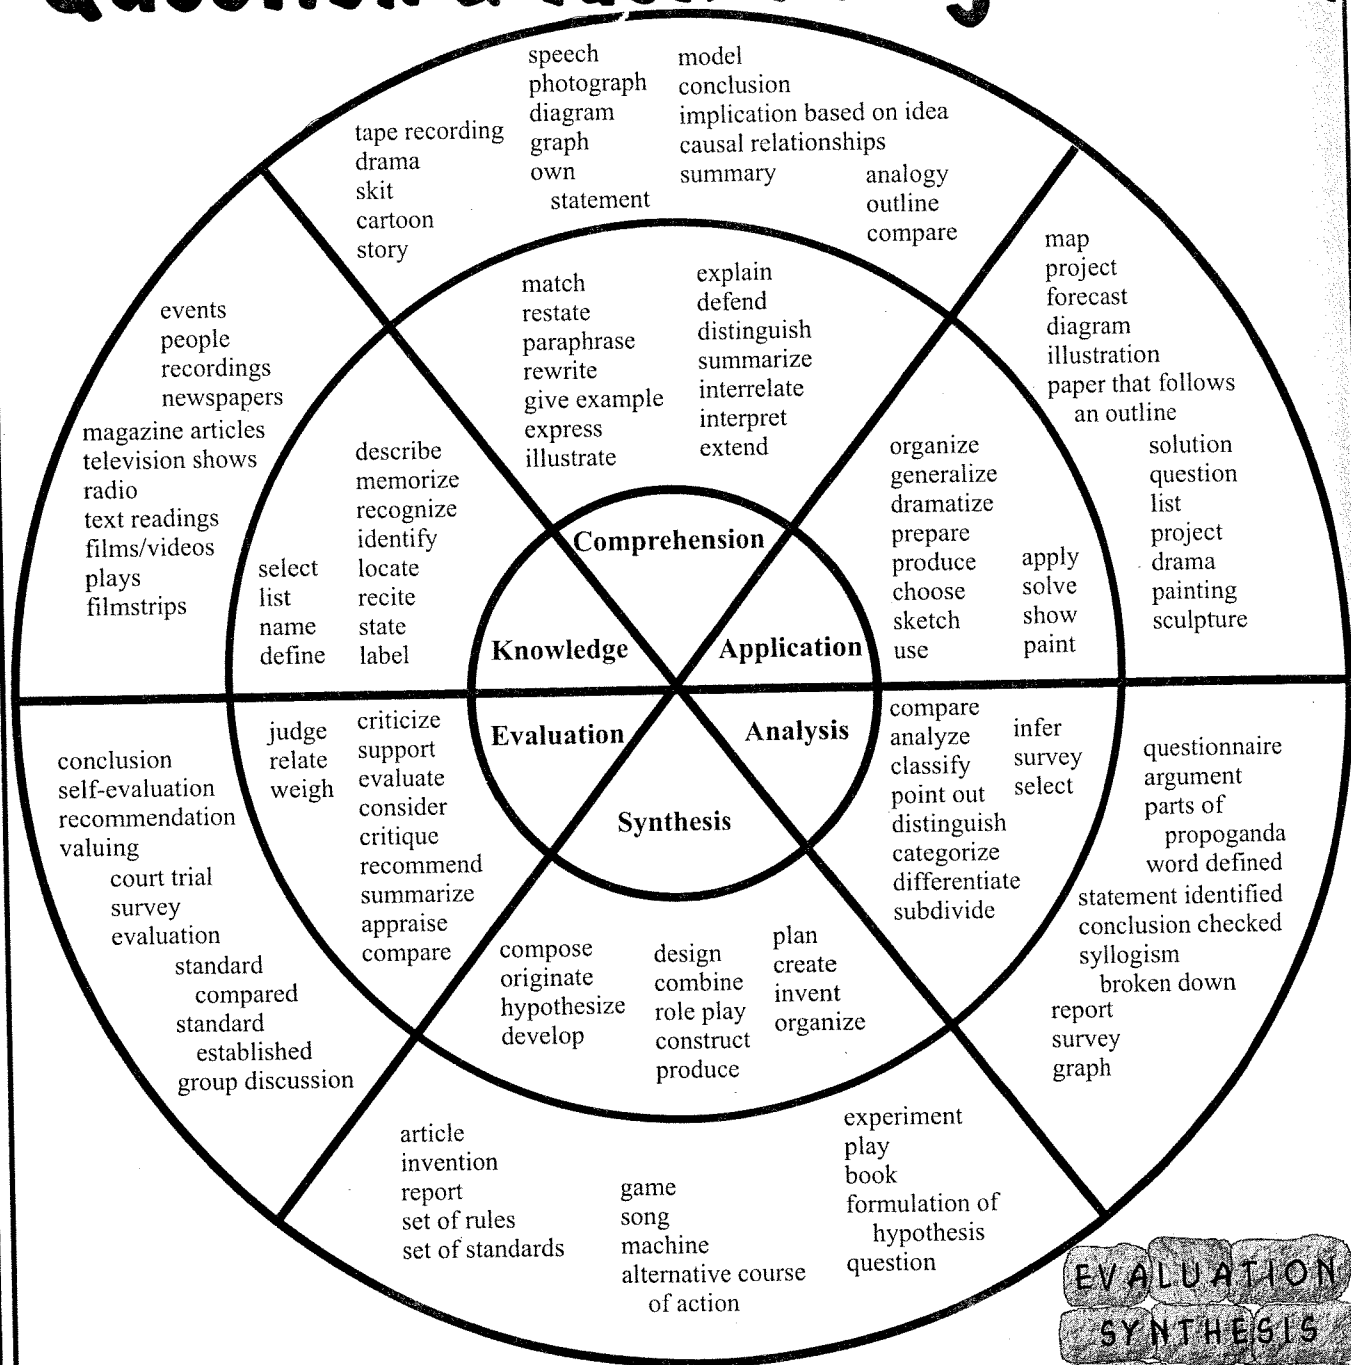 Question &
speech
photograph
diagram
graph
own
statement
model
conclusion
implication based on idea
causal relationships
summary
analogy
outline
compare
tape recording
drama
skit
cartoon
story
match
restate
paraphrase
rewrite
give example
express
illustrate
explain
defend
distinguish
summarize
interrelate
interpret
extend
Comprehension
map
project
forecast
diagram
illustration
paper that follows
an outline
solution
question
list
project
drama
painting
sculpture
organize
generalize
dramatize
prepare
produce
choose
sketch
use
apply
solve
show
paint
Application
events
people
recordings
newspapers
magazine articles
television shows
radio
text readings
films/videos
plays
filmstrips
select
list
name
define
describe
memorize
recognize
identify
locate
recite
state
label
Knowledge
Evaluation
judge
relate
weigh
criticize
support
evaluate
consider
critique
recommend
summarize
appraise
compare
conclusion
self-evaluation
recommendation
valuing
court trial
survey
evaluation
standard
compared
standard
established
group discussion
Analysis
compare
analyze
classify
point out
distinguish
categorize
differentiate
subdivide
infer
survey
select
questionnaire
argument
parts of
propoganda
word defined
statement identified
conclusion checked
syllogism
broken down
report
survey
graph
Synthesis
compose
originate
hypothesize
develop
design
combine
role play
construct
produce
plan
create
invent
organize
article
invention
report
set of rules
set of standards
game
song
machine
alternative course
of action
experiment
play
book
formulation of
hypothesis
question
EVALUATION
SYNTHESIS